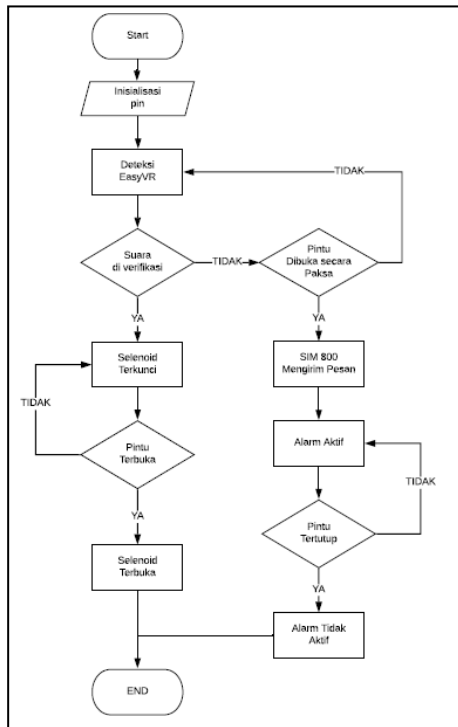 Start
Inisialisasi
pin
Deteksi
EasyVR
TIDAK
Suara
di verifikasi
TIDAK
Pintu
Dibuka secara
Paksa
YA
YA
Selenoid
Terkunci
SIM 800
Mengirim Pesan
TIDAK
Pintu
Terbuka
Alarm Aktif
TIDAK
YA
Pintu
Tertutup
Selenoid
Terbuka
YA
Alarm Tidak
Aktif
END